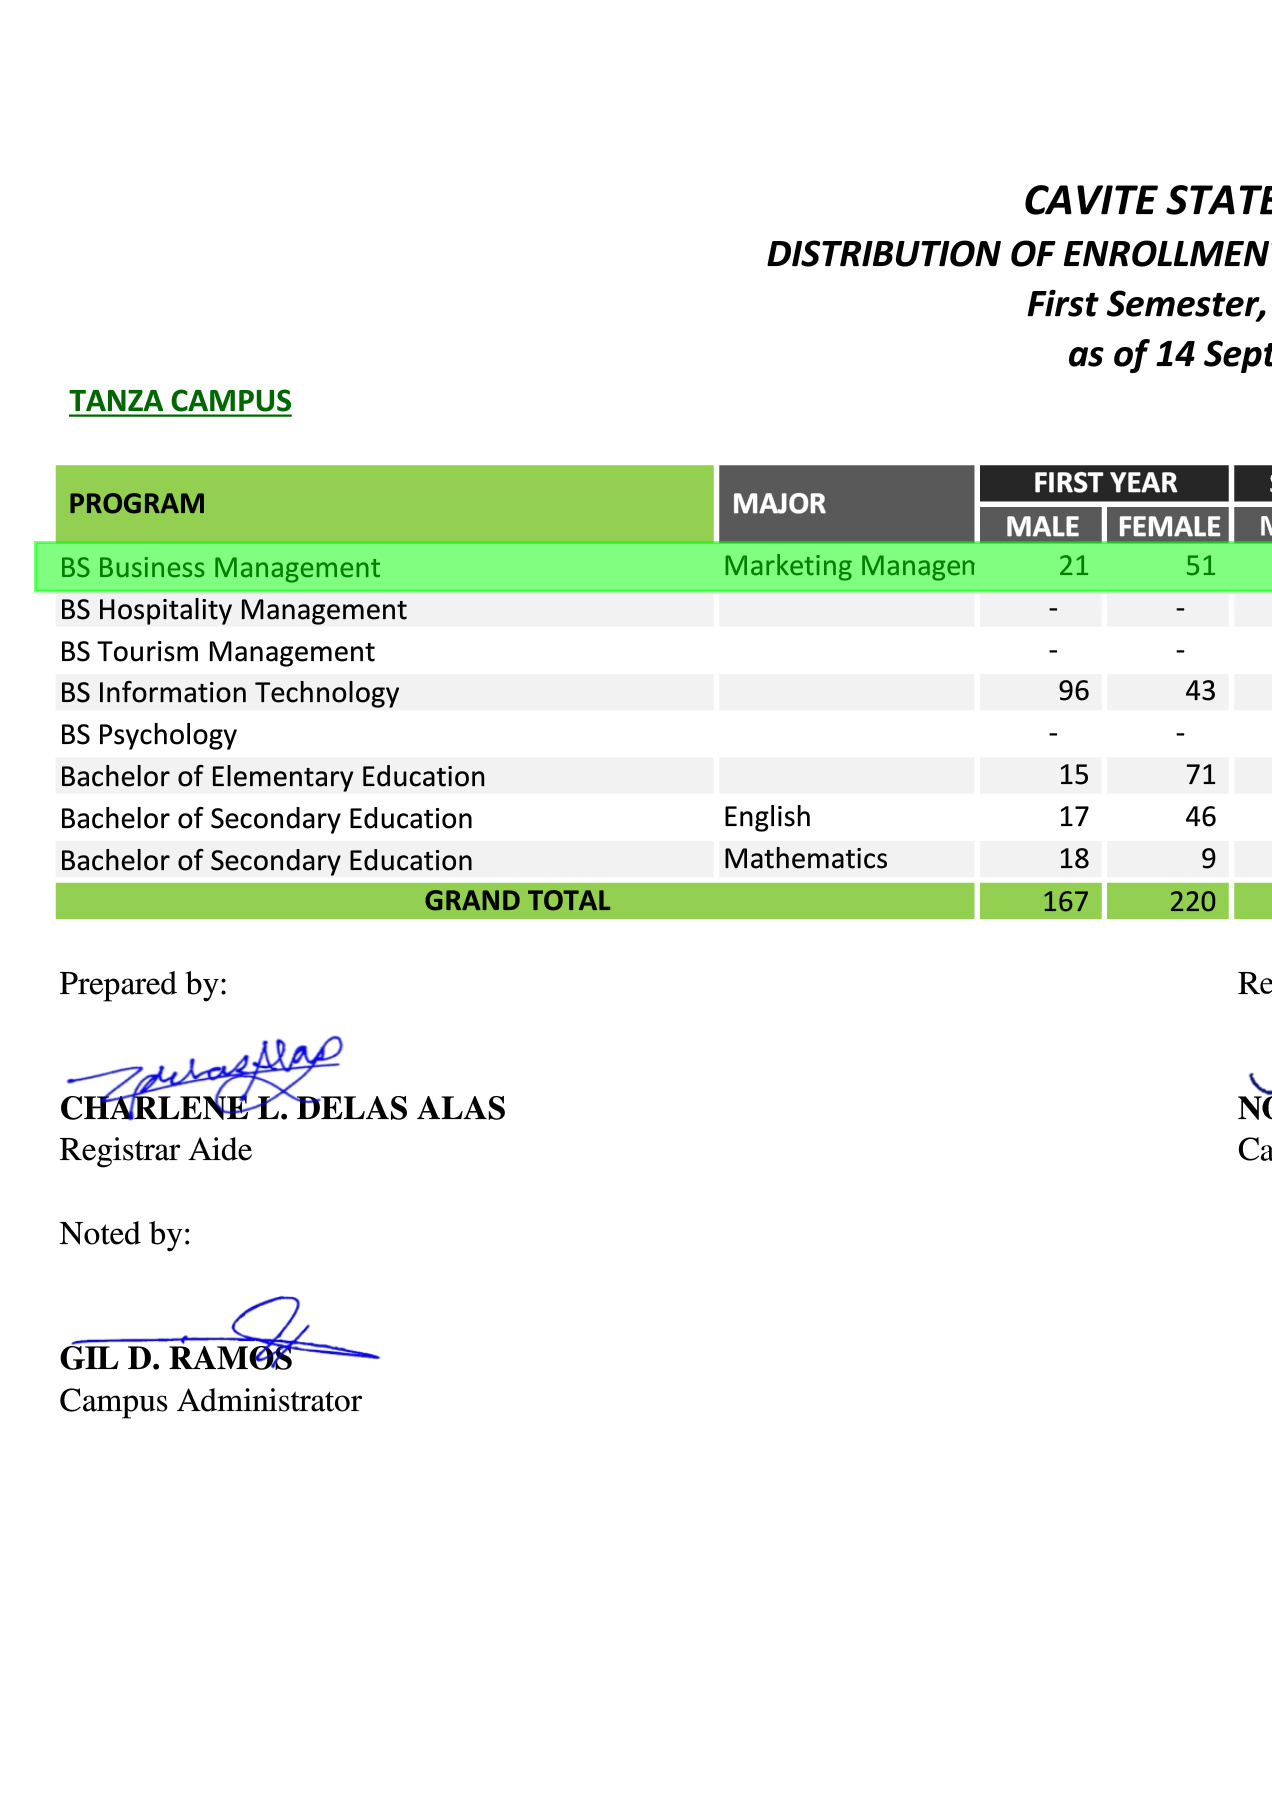 CAVITE STATE
DISTRIBUTION OF ENROLLMEN
First Semester,
as of 14 Sept
TANZA CAMPUS
PROGRAM MAJOR FIRST YEAR
MALE FEMALE
BS Business Management Marketing Managen 21 51
BS Hospitality Management - -
BS Tourism Management - -
BS Information Technology 96 43
BS Psychology - -
Bachelor of Elementary Education 15 71
Bachelor of Secondary Education English 17 46
Bachelor of Secondary Education Mathematics 18 9
GRAND TOTAL 167 220
Prepared by: Re
CHARLENE L. DELAS ALAS NO
Registrar Aide Ca
Noted by:
GIL D. RAMOS
Campus Administrator